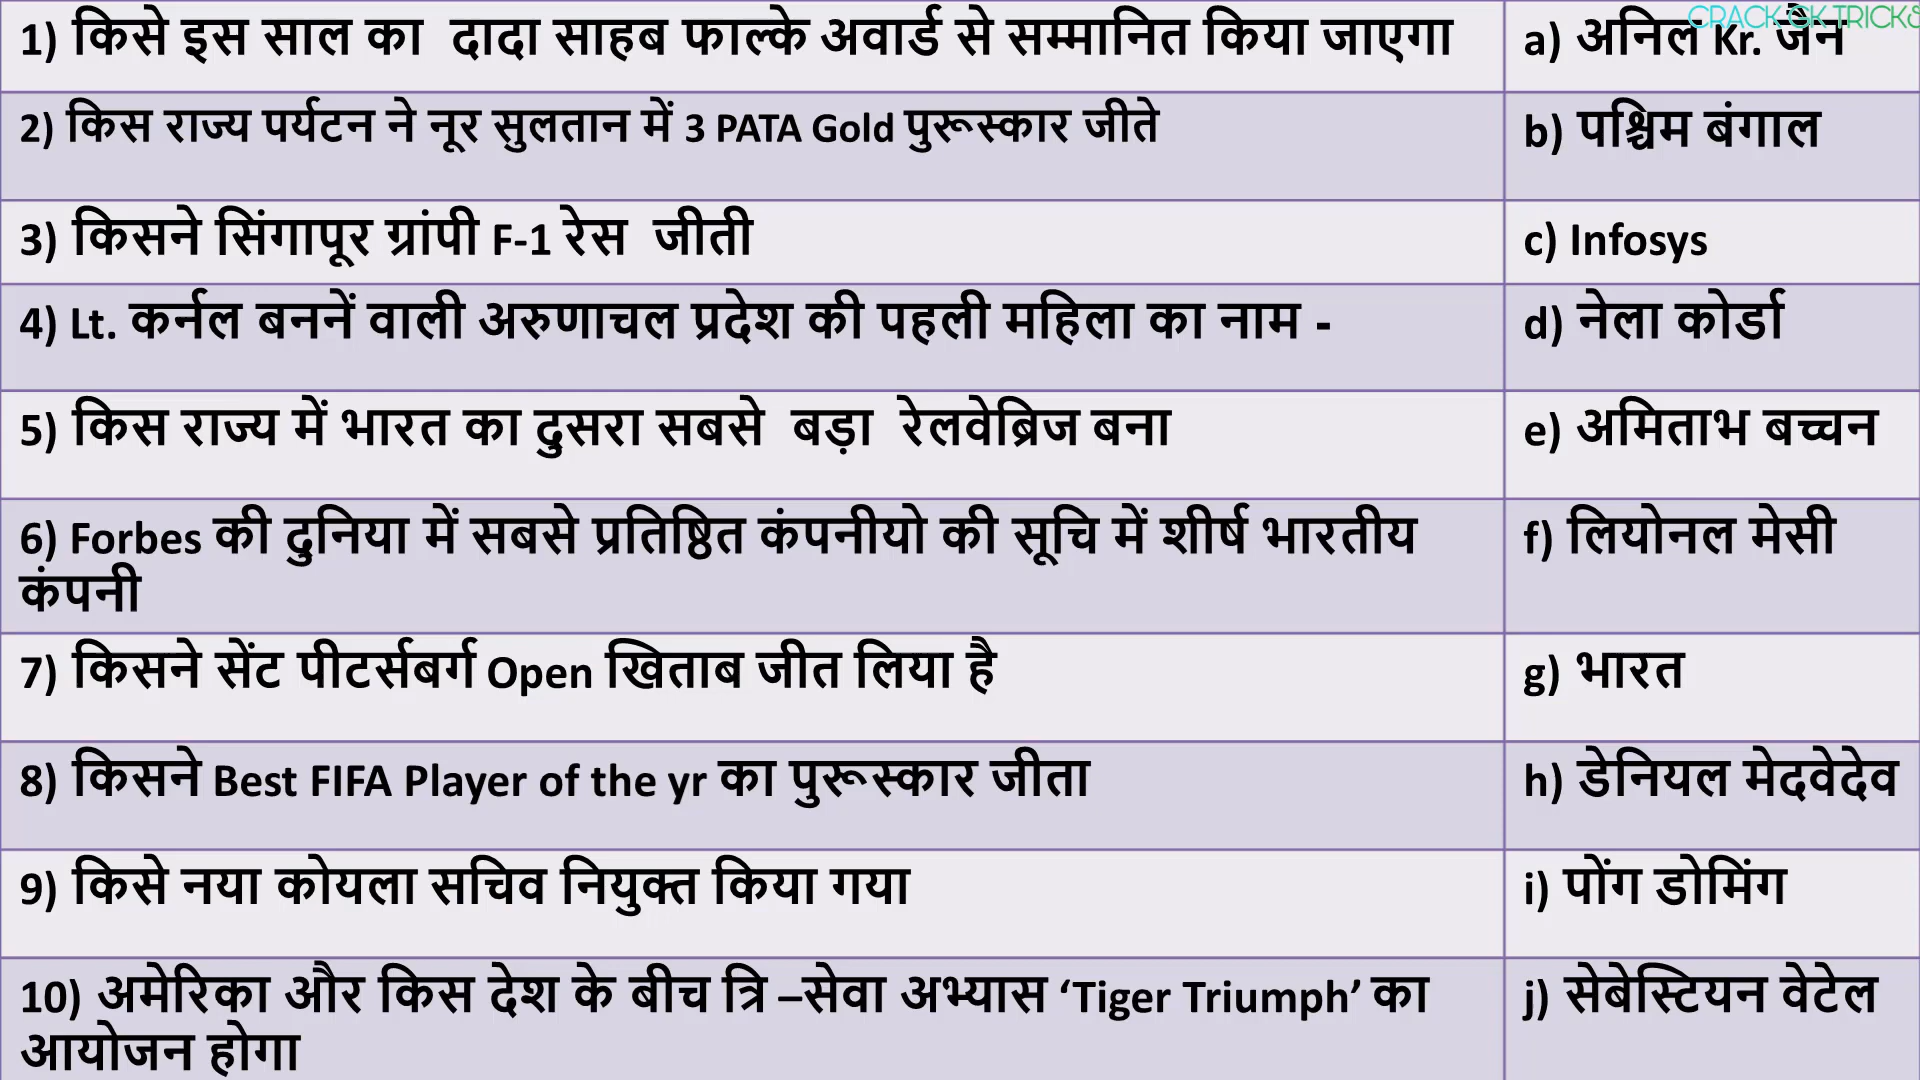 CRACK GK TRICKS
1) किसे इस साल का दादा साहब फाल्के अवार्ड से सम्मानित किया जाएगा
a) अनिल Kr. जैन
2) किस राज्य पर्यटन ने नूर सुलतान में 3 PATA Gold पुरूस्कार जीते
b) पश्चिम बंगाल
3) किसने सिंगापूर ग्रांपी F-1 रेस जीती
c) Infosys
4) Lt. कर्नल बननें वाली अरुणाचल प्रदेश की पहली महिला का नाम -
d) नेला कोर्डा
5) किस राज्य में भारत का दुसरा सबसे बड़ा रेलवेब्रिज बना
e) अमिताभ बच्चन
6) Forbes की दुनिया में सबसे प्रतिष्ठित कंपनीयो की सूचि में शीर्ष भारतीय
कंपनी
f) लियोनल मेसी
7) किसने सेंट पीटर्सबर्ग Open खिताब जीत लिया है
g) भारत
8) किसने Best FIFA Player of the yr का पुरूस्कार जीता
h) डेनियल मेदवेदेव
9) किसे नया कोयला सचिव नियुक्त किया गया
i) पोंग डोमिंग
10) अमेरिका और किस देश के बीच त्रि –सेवा अभ्यास ‘Tiger Triumph’ का
आयोजन होगा
j) सेबेस्टियन वेटेल